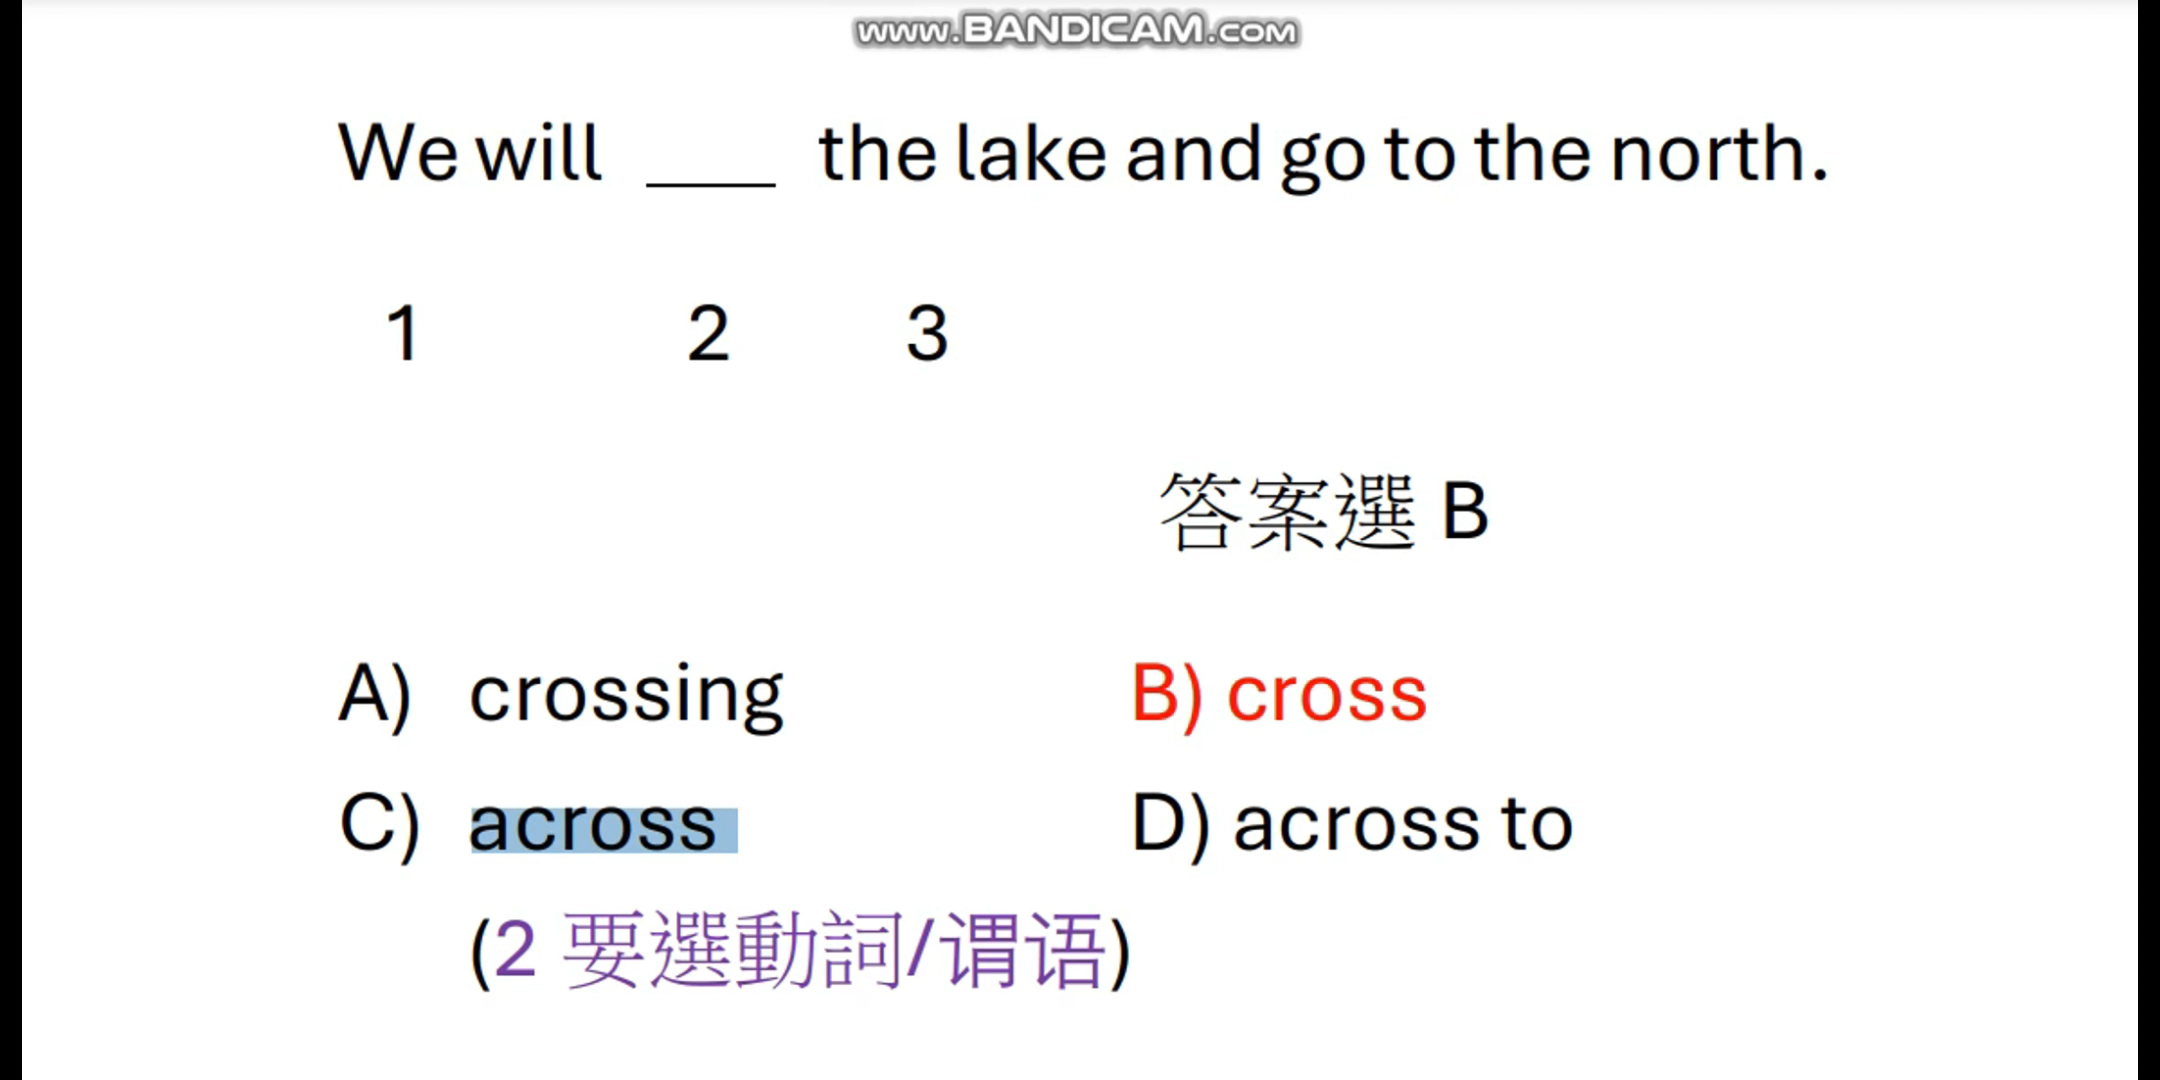 www.BANDICAM.com
We will ____ the lake and go to the north.
1 2 3
答案選 B
A) crossing B) cross
C) across D) across to
(2 要選動詞/谓语)